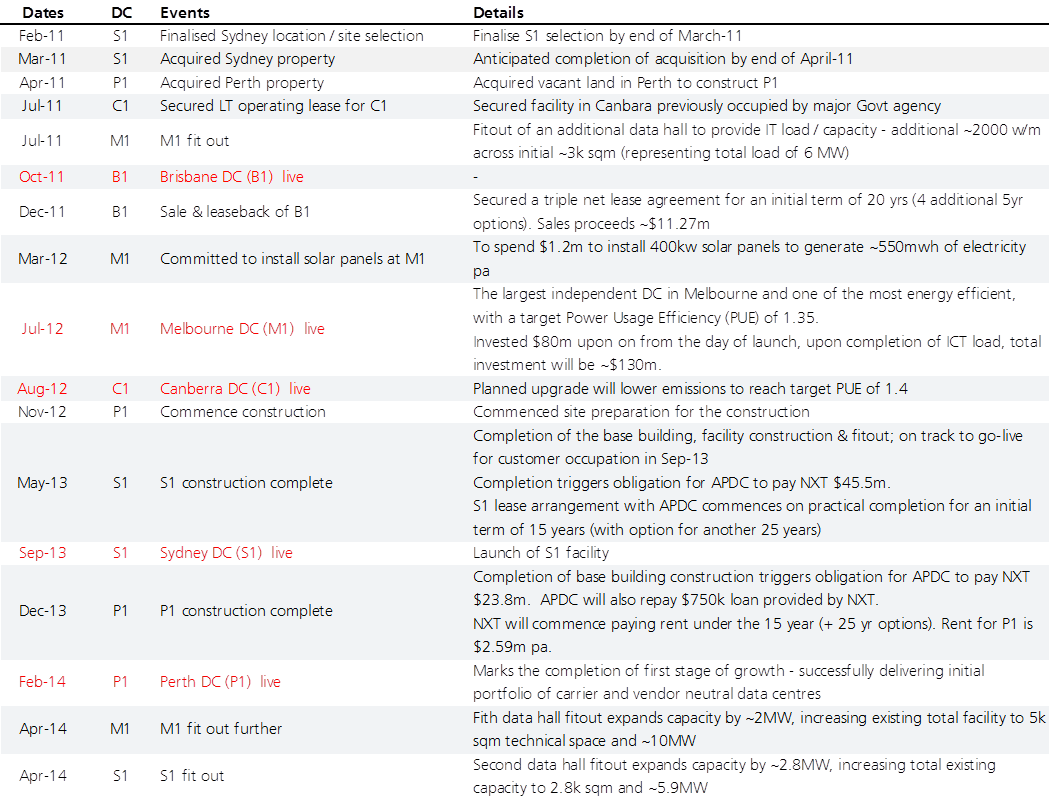 Dates DC Events Details
Feb-11 S1 Finalised Sydney location / site selection Finalise S1 selection by end of March-11
Mar-11 S1 Acquired Sydney property Anticipated completion of acquisition by end of April-11
Apr-11 P1 Acquired Perth property Acquired vacant land in Perth to construct P1
Jul-11 C1 Secured LT operating lease for C1 Secured facility in Canbara previously occupied by major Govt agency
Jul-11 M1 M1 fit out Fitout of an additional data hall to provide IT load / capacity - additional ~2000 w/m
across initial ~3k sqm (representing total load of 6 MW)
Oct-11 B1 Brisbane DC (B1) live -
Dec-11 B1 Sale & leaseback of B1 Secured a triple net lease agreement for an initial term of 20 yrs (4 additional 5yr
options). Sales proceeds ~$11.27m
Mar-12 M1 Committed to install solar panels at M1 To spend $1.2m to install 400kw solar panels to generate ~550mwh of electricity
pa
Jul-12 M1 Melbourne DC (M1) live The largest independent DC in Melbourne and one of the most energy efficient,
with a target Power Usage Efficiency (PUE) of 1.35.
Invested $80m upon on from the day of launch, upon completion of ICT load, total
investment will be ~$130m.
Aug-12 C1 Canberra DC (C1) live Planned upgrade will lower emissions to reach target PUE of 1.4
Nov-12 P1 Commence construction Commenced site preparation for the construction
May-13 S1 S1 construction complete Completion of the base building, facility construction & fitout; on track to go-live
for customer occupation in Sep-13
Completion triggers obligation for APDC to pay NXT $45.5m.
S1 lease arrangement with APDC commences on practical completion for an initial
term of 15 years (with option for another 25 years)
Sep-13 S1 Sydney DC (S1) live Launch of S1 facility
Dec-13 P1 P1 construction complete Completion of base building construction triggers obligation for APDC to pay NXT
$23.8m. APDC will also repay $750k loan provided by NXT.
NXT will commence paying rent under the 15 year (+ 25 yr options). Rent for P1 is
$2.59m pa.
Feb-14 P1 Perth DC (P1) live Marks the completion of first stage of growth - successfully delivering initial
portfolio of carrier and vendor neutral data centres
Apr-14 M1 M1 fit out further Fith data hall fitout expands capacity by ~2MW, increasing existing total facility to 5k
sqm technical space and ~10MW
Apr-14 S1 S1 fit out Second data hall fitout expands capacity by ~2.8MW, increasing total existing
capacity to 2.8k sqm and ~5.9MW